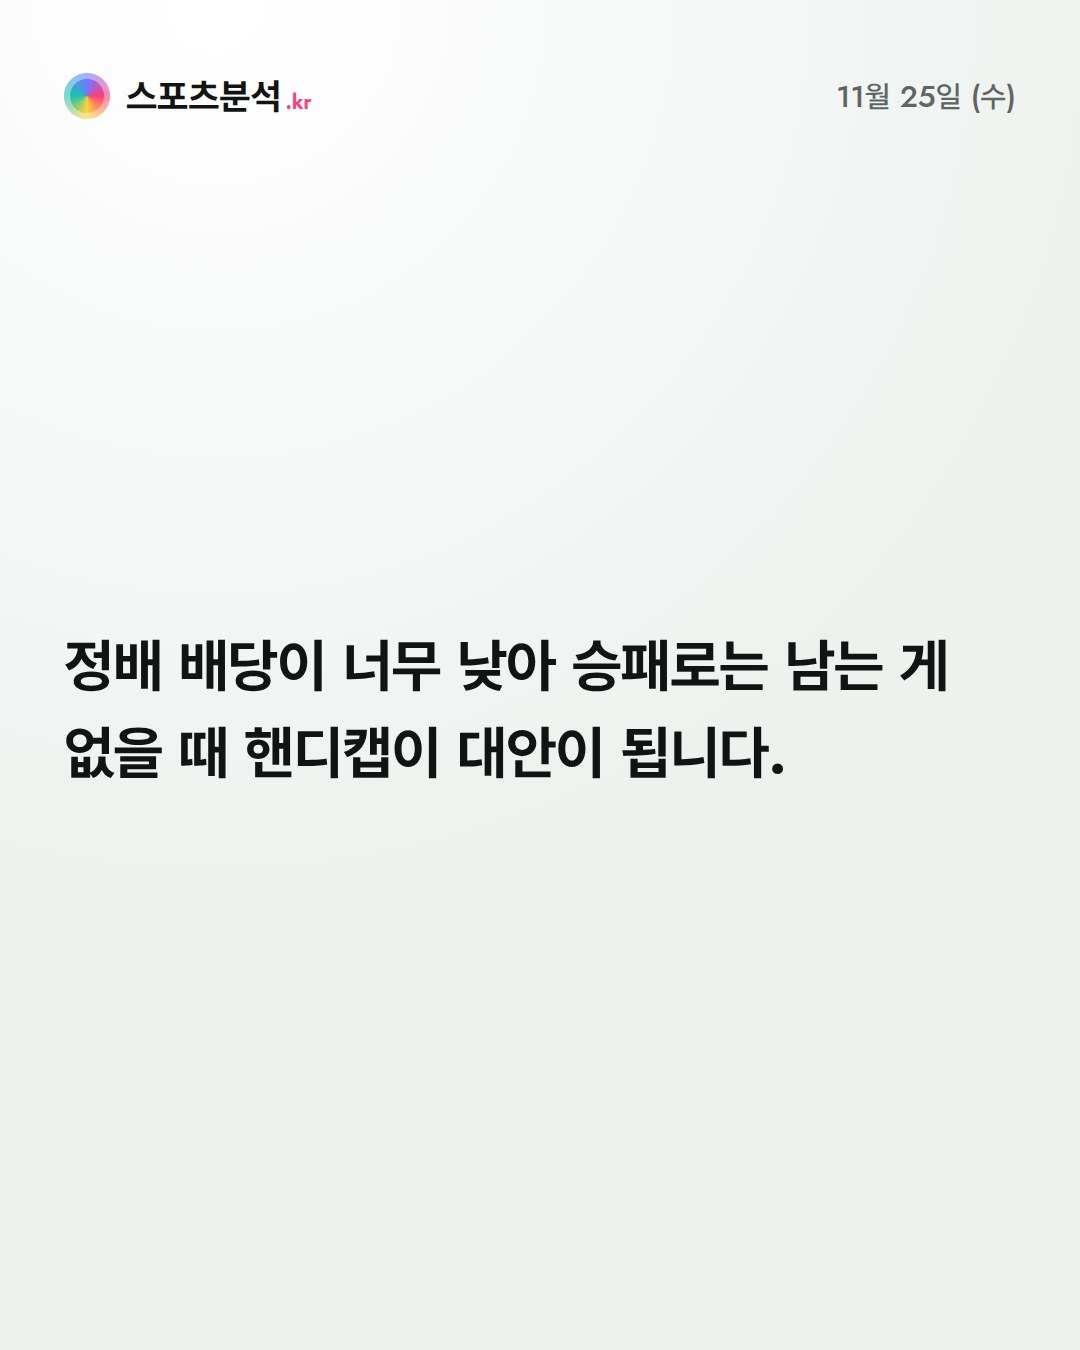 스포츠분석.kr
11월 25일 (수)
정배 배당이 너무 낮아 승패로는 남는 게
없을 때 핸디캡이 대안이 됩니다.